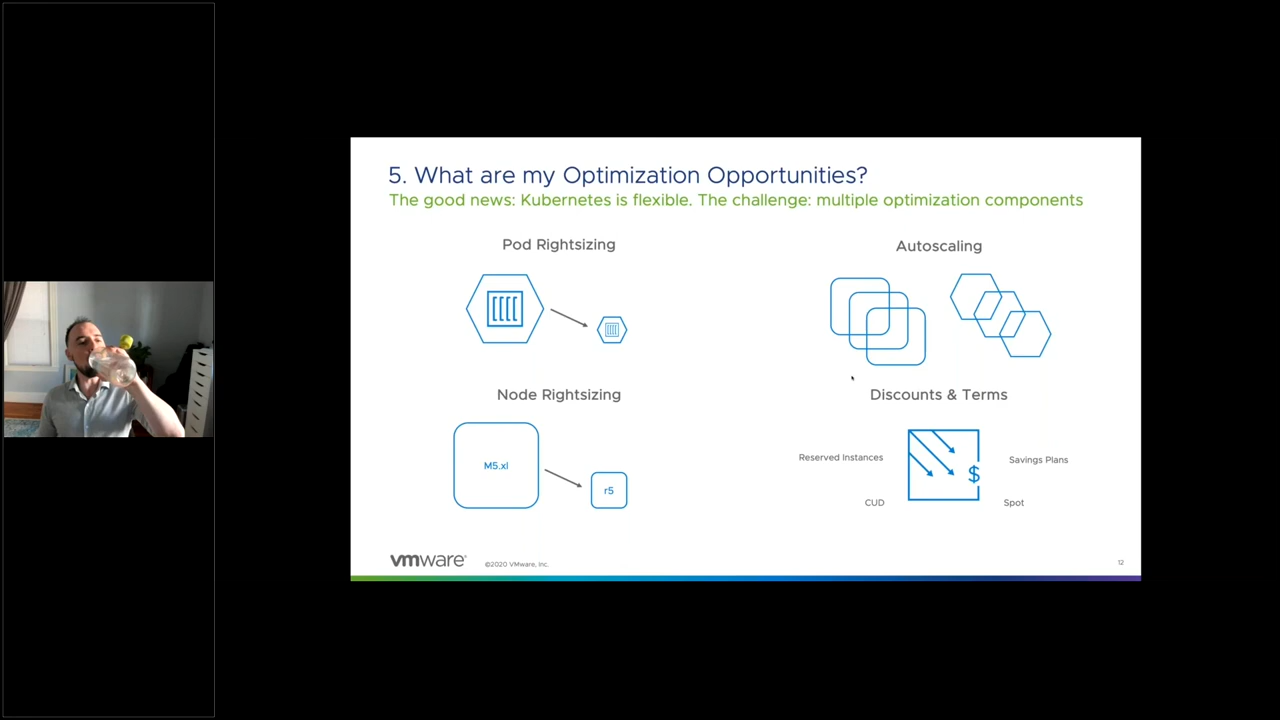 5. What are my Optimization Opportunities?
The good news: Kubernetes is flexible. The challenge: multiple optimization components
Pod Rightsizing
Autoscaling
Node Rightsizing
M5.xl
r5
Discounts & Terms
Reserved Instances
Savings Plans
$
CUD
Spot
vmware®
©2020 VMware, Inc.
12